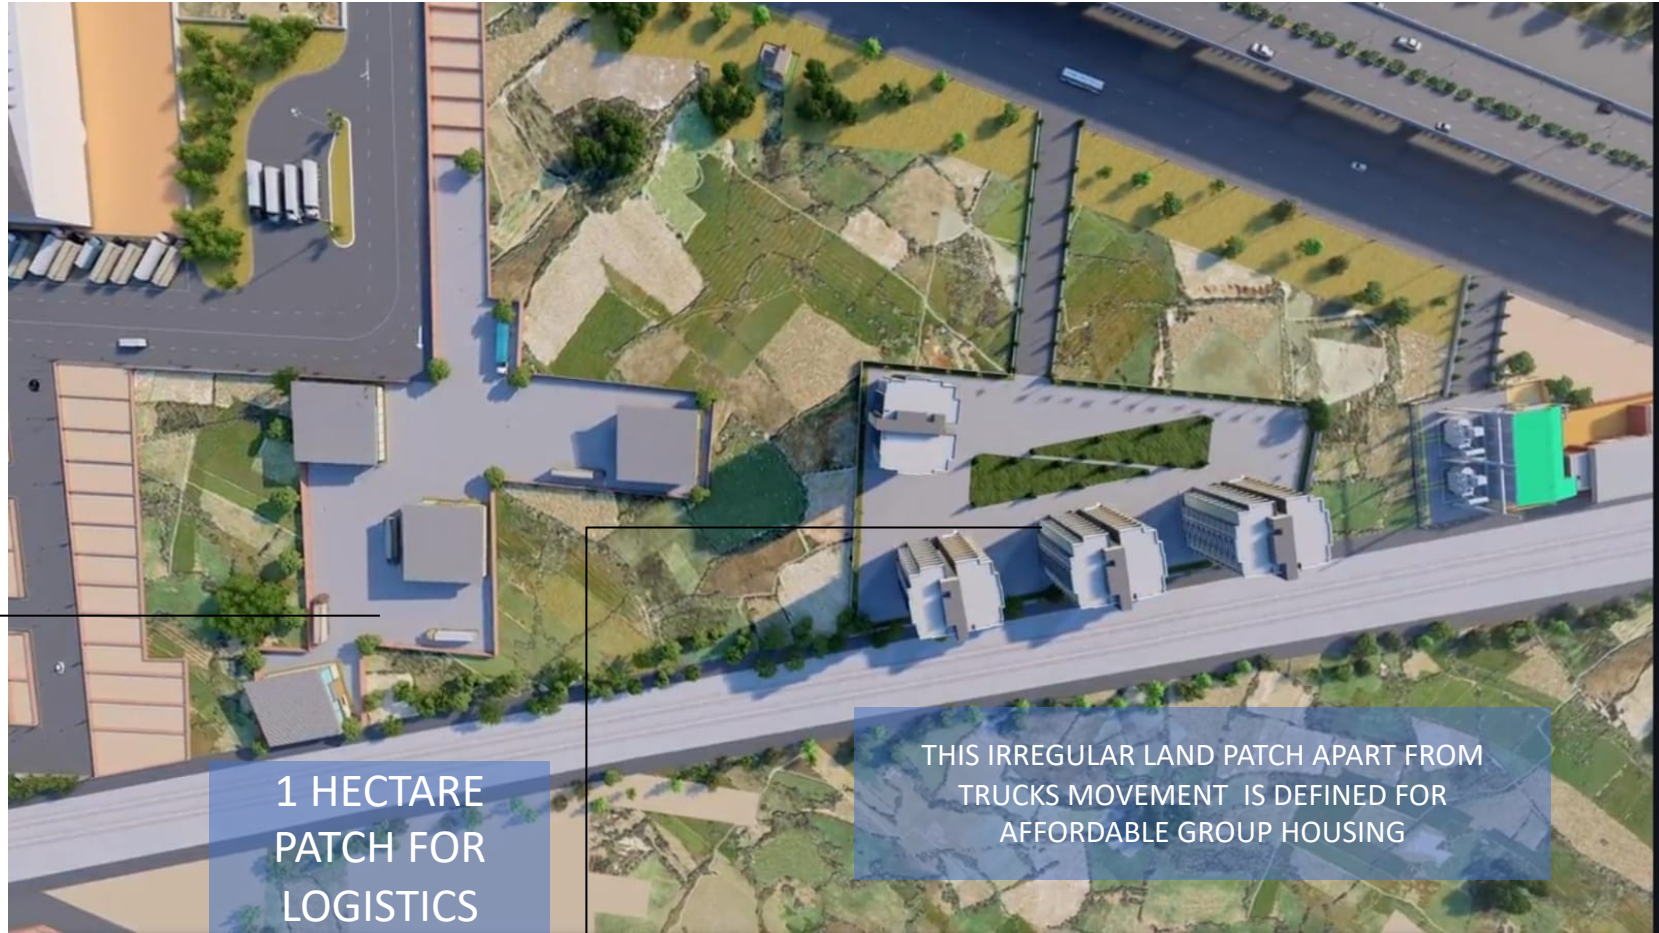 1 HECTARE
PATCH FOR
LOGISTICS
THIS IRREGULAR LAND PATCH APART FROM
TRUCKS MOVEMENT IS DEFINED FOR
AFFORDABLE GROUP HOUSING